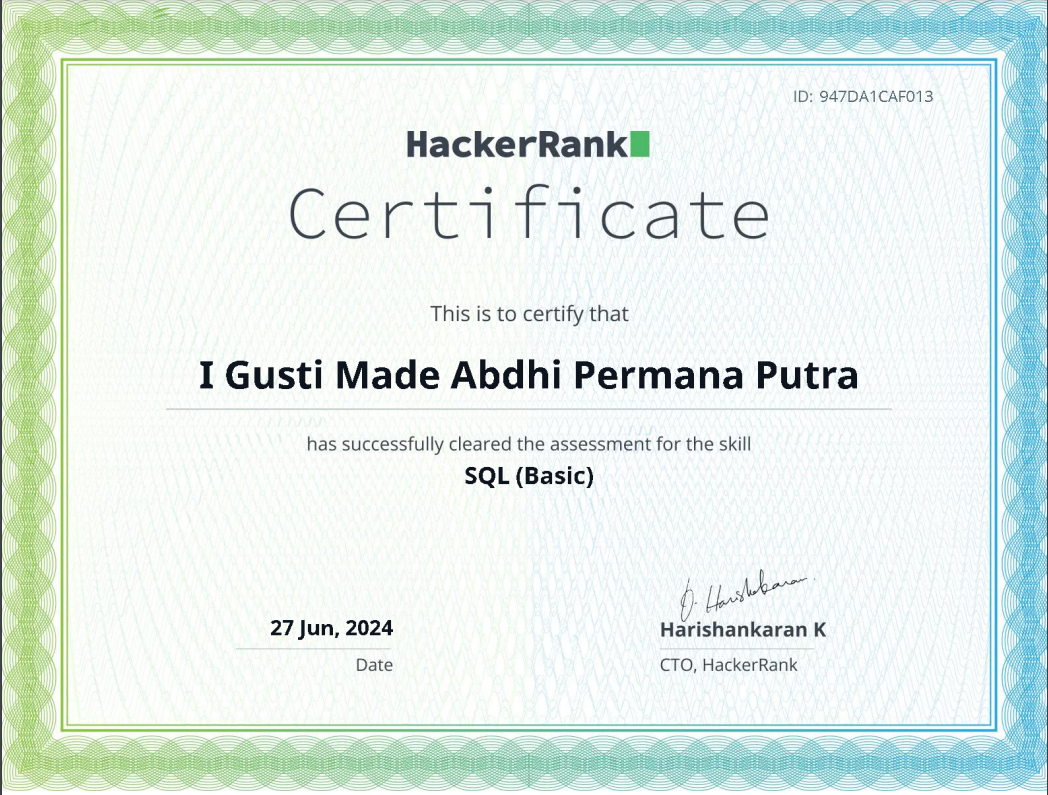 ID: 947DA1CAF013
HackerRank
Certificate
This is to certify that
I Gusti Made Abdhi Permana Putra
has successfully cleared the assessment for the skill
SQL (Basic)
27 Jun, 2024
Date
Harishankaran K
CTO, HackerRank